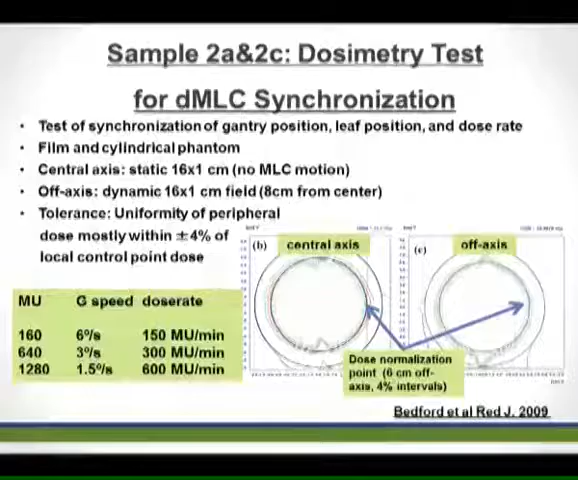 Sample 2a&2c: Dosimetry Test
for dMLC Synchronization
• Test of synchronization of gantry position, leaf position, and dose rate
• Film and cylindrical phantom
• Central axis: static 16x1 cm (no MLC motion)
• Off-axis: dynamic 16x1 cm field (8cm from center)
• Tolerance: Uniformity of peripheral
dose mostly within ±4% of
local control point dose
(b) central axis
(c) off-axis
MU G speed doserate
160 6º/s 150 MU/min
640 3º/s 300 MU/min
1280 1.5º/s 600 MU/min
Dose normalization
point (6 cm off-
axis, 4% intervals)
Bedford et al Red J. 2009